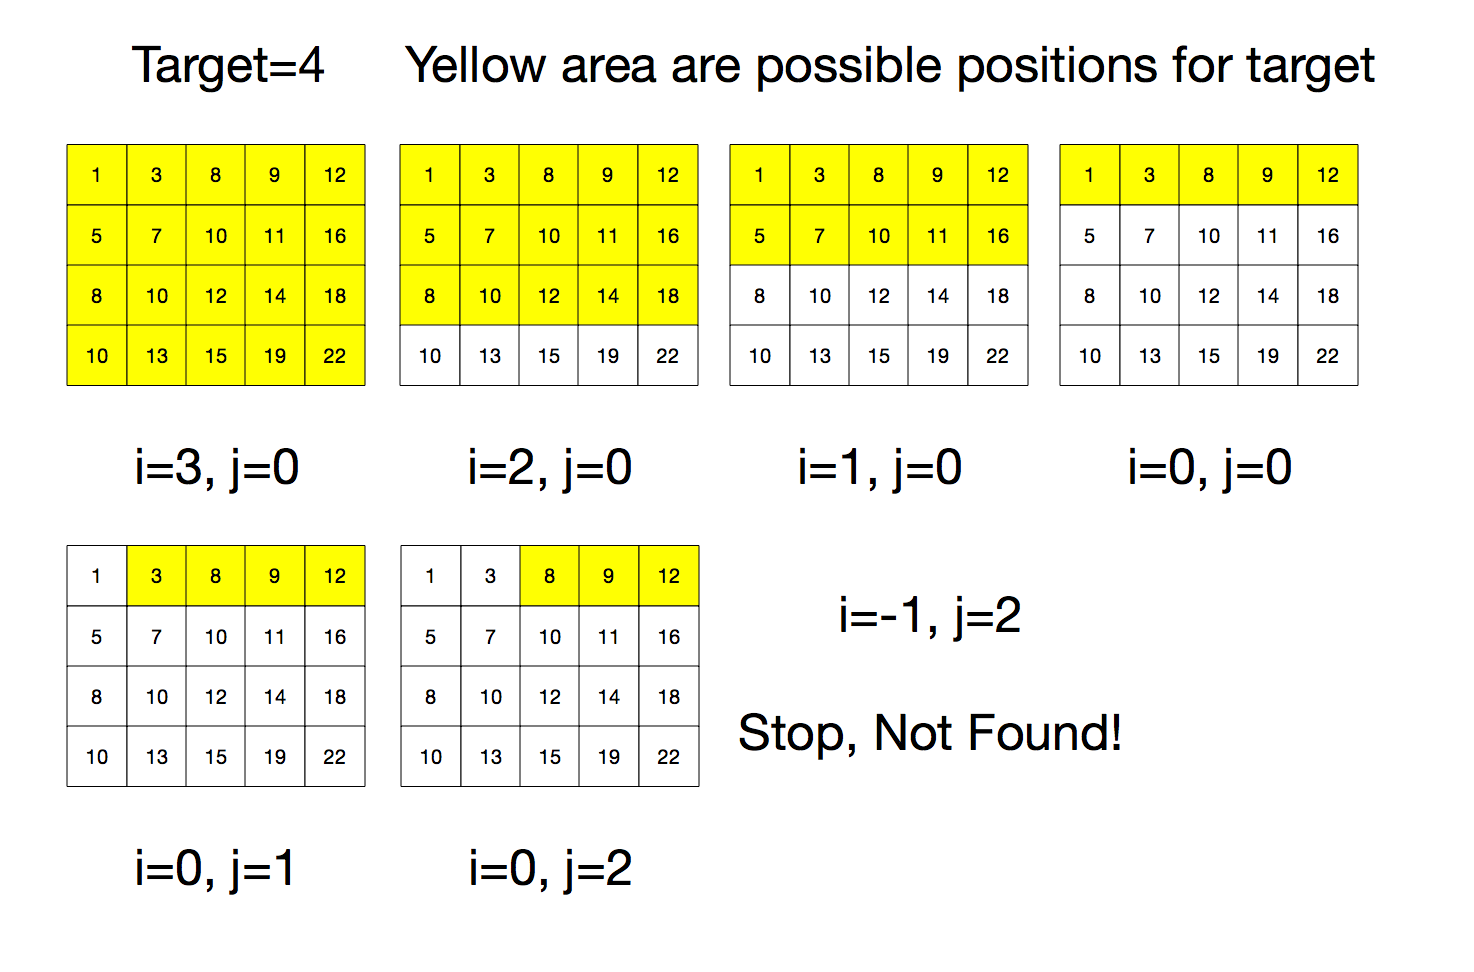 Target=4 Yellow area are possible positions for target
1 3 8 9 12 1 3 8 9 12 1 3 8 9 12 1 3 8 9 12
5 7 10 11 16 5 7 10 11 16 5 7 10 11 16 5 7 10 11 16
8 10 12 14 18 8 10 12 14 18 8 10 12 14 18 8 10 12 14 18
10 13 15 19 22 10 13 15 19 22 10 13 15 19 22 10 13 15 19 22
i=3, j=0 i=2, j=0 i=1, j=0 i=0, j=0
1 3 8 9 12 1 3 8 9 12
5 7 10 11 16 5 7 10 11 16
i=-1, j=2
8 10 12 14 18 8 10 12 14 18
10 13 15 19 22 10 13 15 19 22
Stop, Not Found!
i=0, j=1 i=0, j=2